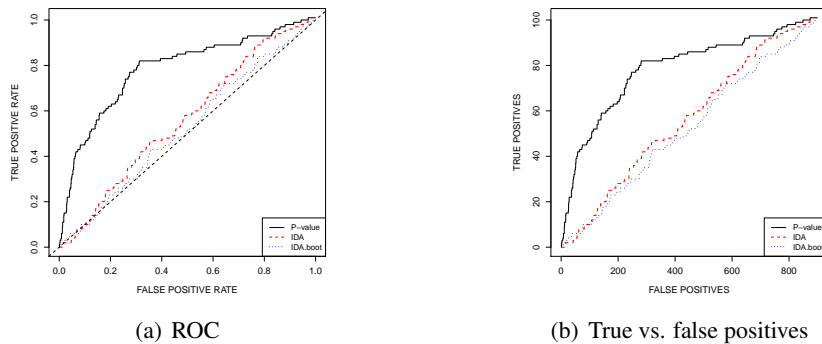 TRUE POSITIVE RATE
0.0 0.2 0.4 0.6 0.8 1.0
0.0 0.2 0.4 0.6 0.8 1.0
FALSE POSITIVE RATE
P−value
IDA
IDA.boot
(a) ROC
TRUE POSITIVES
0 20 40 60 80 100
0 200 400 600 800
FALSE POSITIVES
P−value
IDA
IDA.boot
(b) True vs. false positives